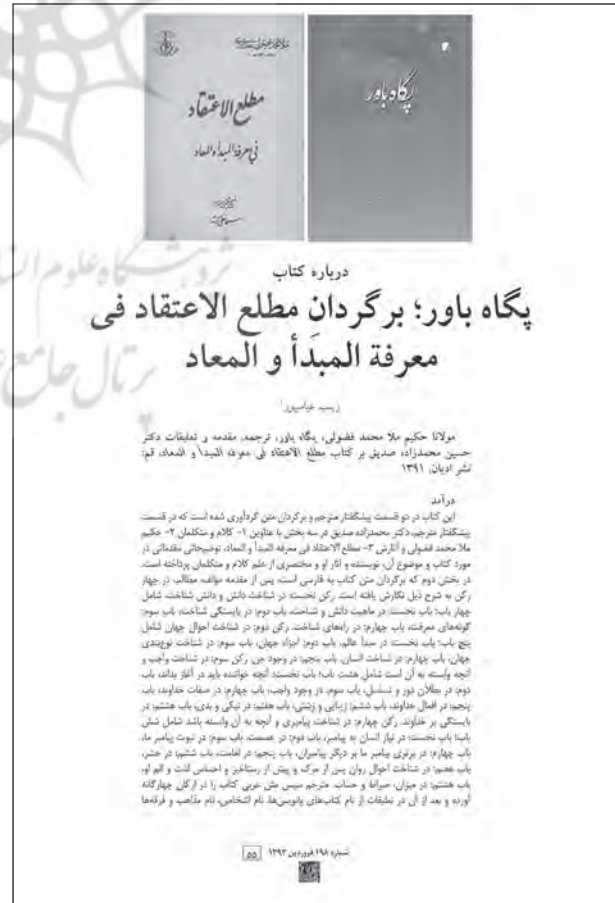 مطلع الاعتقاد
فی معرفة المبدأ والمعاد
پگاه باور
درباره کتاب
پگاه باور؛ برگردانِ مطلع الاعتقاد فی
معرفة المبدَأ و المعاد
زینب عباسپور۱
مولانا حکیم ملا محمد فضولی، پگاه باور، ترجمه، مقدمه و تعلیقات دکتر
حسین محمدزاده صدیق بر کتاب مطلع الاعتقاد فی معرفة المبدأ و المعاد، قم:
نشر ادیان، ۱۳۹۱
درآمد
این کتاب در دو قسمت پیشگفتار مترجم و برگردان متن گردآوری شده است که در قسمت
پیشگفتار مترجم، دکتر محمدزاده صدیق در سه بخش با عناوین ۱- کلام و متکلمان ۲- حکیم
ملا محمد فضولی و آثارش ۳- مطلع الاعتقاد فی معرفة المبدأ و المعاد، توضیحاتی مقدماتی در
مورد کتاب و موضوع آن، نویسنده و آثار او و مختصری از علم کلام و متکلمان پرداخته است.
در بخش دوم که برگردان متن کتاب به فارسی است، پس از مقدمه مؤلف، مطالب در چهار
رکن به شرح ذیل نگارش یافته است. رکن نخست: در شناخت دانش و دانش شناخت، شامل
چهار باب؛ باب نخست: در ماهیت دانش و شناخت، باب دوم: در بایستگی شناخت، باب سوم:
گونه‌های معرفت، باب چهارم: در راه‌های شناخت. رکن دوم: در شناخت احوال جهان شامل
پنج باب؛ باب نخست: در مبدأ عالم، باب دوم: اجزاء جهان، باب سوم: در شناخت نوع‌بندی
جهان، باب چهارم: در شناخت انسان، باب پنجم: در وجود جن. رکن سوم: در شناخت واجب و
آنچه وابسته به آن است شامل هشت باب؛ باب نخست: آنچه خواننده باید در آغاز بداند، باب
دوم: در بطلان دور و تسلسل، باب سوم: در وجود واجب، باب چهارم: در صفات خداوند، باب
پنجم: در افعال خداوند، باب ششم: زیبایی و زشتی، باب هفتم: در نیکی و بدی، باب هشتم: در
بایستگی بر خداوند. رکن چهارم: در شناخت پیامبری و آنچه به آن وابسته باشد شامل شش
باب؛ باب نخست: در نیاز انسان به پیامبر، باب دوم: در عصمت، باب سوم: در نبوت پیامبر ما،
باب چهارم: در برتری پیامبر ما بر دیگر پیامبران، باب پنجم: در امامت، باب ششم: در حشر،
باب هفتم: در شناخت احوال روان پس از مرگ و پیش از رستاخیز و احساس لذت و الم او،
باب هشتم: در میزان، صراط و حساب. مترجم سپس متن عربی کتاب را در ارکان چهارگانه
آورده و بعد از آن در تعلیقات از نام کتاب‌های پانویس‌ها، نام اشخاص، نام مذاهب و فرقه‌ها
شماره ۱۹۸ فروردین ۱۳۹۳ ۵۵